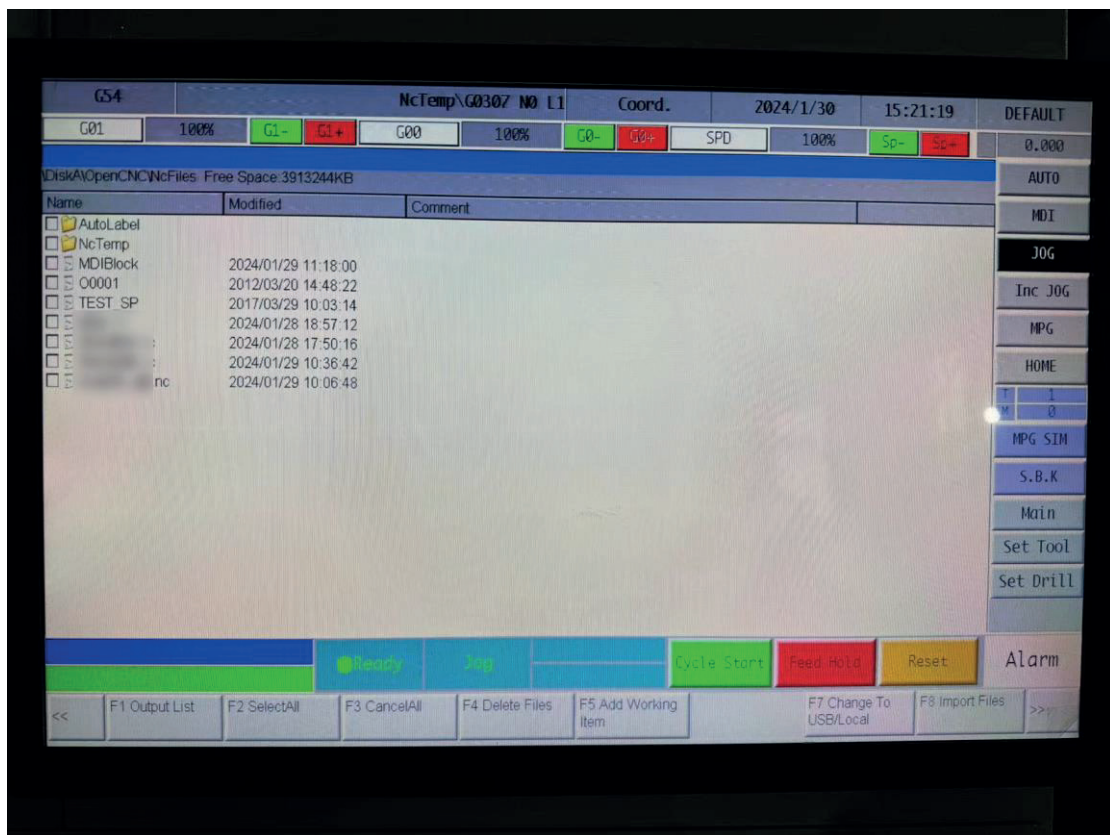 G54 NcTemp\G0307 N0 L1 Coord. 2024/1/30 15:21:19 DEFAULT
G01 100% G1- G1+ G00 100% G0- G0+ SPD 100% Sp- Sp+ 0.000
\DiskA\OpenCNC\NcFiles Free Space:3913244KB
AUTO
Name Modified Comment
MDI
AutoLabel
NcTemp
JOG
MDIBlock 2024/01/29 11:18:00
O0001 2012/03/20 14:48:22
Inc JOG
TEST_SP 2017/03/29 10:03:14
2024/01/28 18:57:12
MPG
2024/01/28 17:50:16
2024/01/29 10:36:42
HOME
nc 2024/01/29 10:06:48
T 1
M 0
MPG SIM
S.B.K
Main
Set Tool
Set Drill
Ready Jog Cycle Start Feed Hold Reset Alarm
<< F1 Output List F2 SelectAll F3 CancelAll F4 Delete Files F5 Add Working Item F7 Change To USB/Local F8 Import Files >>